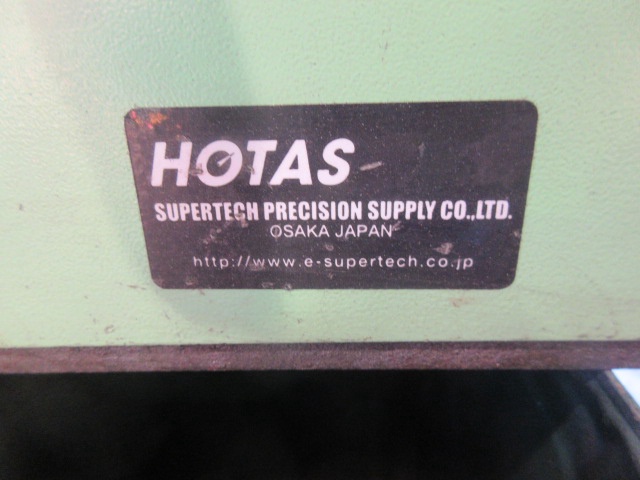 HOTAS
SUPERTECH PRECISION SUPPLY CO.,LTD.
OSAKA JAPAN
http://www.e-supertech.co.jp